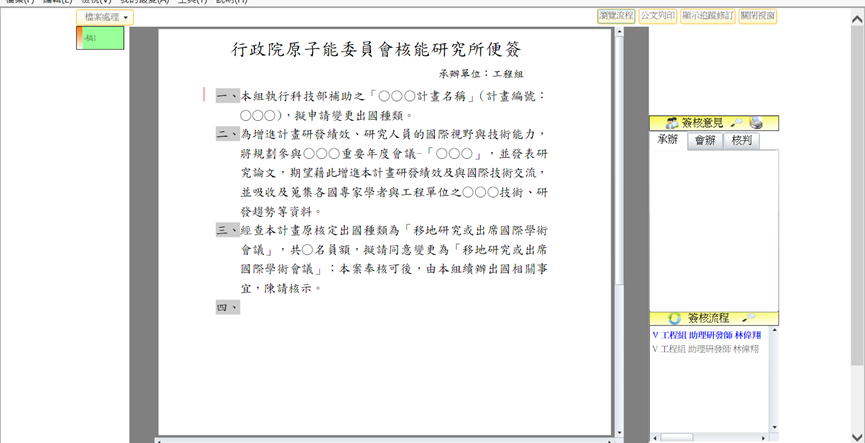 檔案處理
瀏覽流程 公文列印 顯示追蹤修訂 關閉視窗
-稿1
行政院原子能委員會核能研究所便簽
承辦單位：工程組
一、本組執行科技部補助之「○○○計畫名稱」(計畫編號：
○○○)，擬申請變更出國種類。
二、為增進計畫研發績效、研究人員的國際視野與技術能力，
將規劃參與○○○重要年度會議-「○○○」，並發表研
究論文，期望藉此增進本計畫研發績效及與國際技術交流，
並吸收及蒐集各國專家學者與工程單位之○○○技術、研
發趨勢等資料。
三、經查本計畫原核定出國種類為「移地研究或出席國際學術
會議」，共○名員額，擬請同意變更為「移地研究或出席
國際學術會議」；本案奉核可後，由本組續辦出國相關事
宜，陳請核示。
四、
簽核意見
承辦 會辦 核判
簽核流程
V 工程組 助理研發師 林偉翔
V 工程組 助理研發師 林偉翔